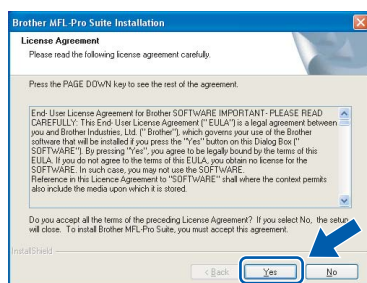 Brother MFL-Pro Suite Installation
License Agreement
Please read the following license agreement carefully.
Press the PAGE DOWN key to see the rest of the agreement.
End- User License Agreement for Brother SOFTWARE IMPORTANT- PLEASE READ
CAREFULLY: This End- User License Agreement (" EULA") is a legal agreement between
you and Brother Industries, Ltd. (" Brother"), which governs your use of the Brother
software that will be installed if you press the "Yes" button on this Dialog Box ("
SOFTWARE"). By pressing "Yes", you agree to be legally bound by the terms of this
EULA. If you do not agree to the terms of this EULA, you obtain no license for the
SOFTWARE. In such case, you may not use the SOFTWARE.
Reference in this Licence Agreement to "SOFTWARE" shall where the context permits
also include the media upon which it is stored.
Do you accept all the terms of the preceding License Agreement? If you select No, the setup
will close. To install Brother MFL-Pro Suite, you must accept this agreement.
InstallShield
< Back Yes No